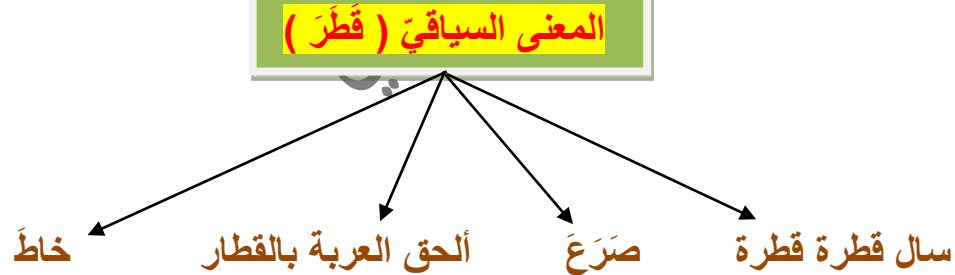 المعنى السياقيّ ( قَطَرَ )
سال قطرة قطرة صَرَعَ ألحق العربة بالقطار خاطَ